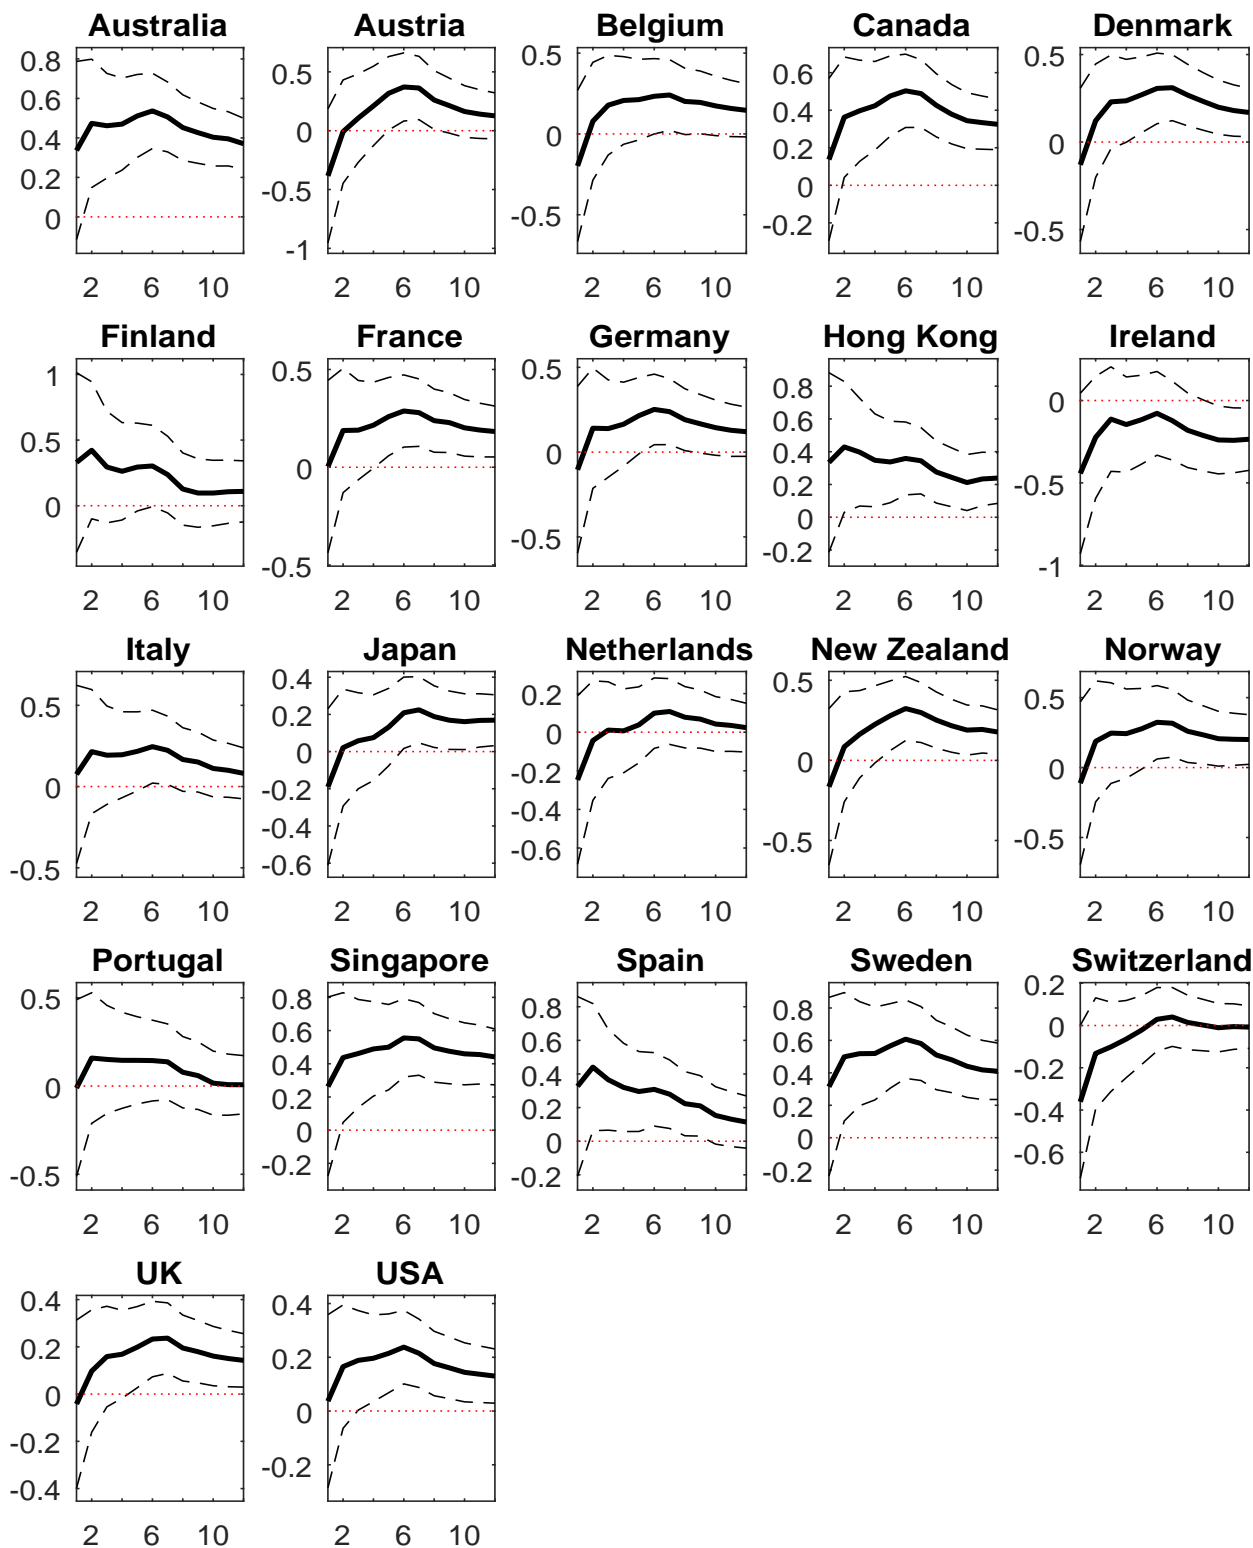 Australia Austria Belgium Canada Denmark
0.8 0.6 0.4 0.2 0
0.5 0 -0.5 -1
0.5 0 -0.5
0.6 0.4 0.2 0 -0.2
0.5 0 -0.5
2 6 10 2 6 10 2 6 10 2 6 10 2 6 10
Finland France Germany Hong Kong Ireland
1 0.5 0
0.5 0 -0.5
0.5 0 -0.5
0.8 0.6 0.4 0.2 0 -0.2
0 -0.5 -1
2 6 10 2 6 10 2 6 10 2 6 10 2 6 10
Italy Japan Netherlands New Zealand Norway
0.5 0 -0.5
0.4 0.2 0 -0.2 -0.4 -0.6
0.2 0 -0.2 -0.4 -0.6
0.5 0 -0.5
0.5 0 -0.5
2 6 10 2 6 10 2 6 10 2 6 10 2 6 10
Portugal Singapore Spain Sweden Switzerland
0.5 0 -0.5
0.8 0.6 0.4 0.2 0 -0.2
0.8 0.6 0.4 0.2 0 -0.2
0.8 0.6 0.4 0.2 0 -0.2
0.2 0 -0.2 -0.4 -0.6
2 6 10 2 6 10 2 6 10 2 6 10 2 6 10
UK USA
0.4 0.2 0 -0.2 -0.4
0.4 0.2 0 -0.2
2 6 10 2 6 10